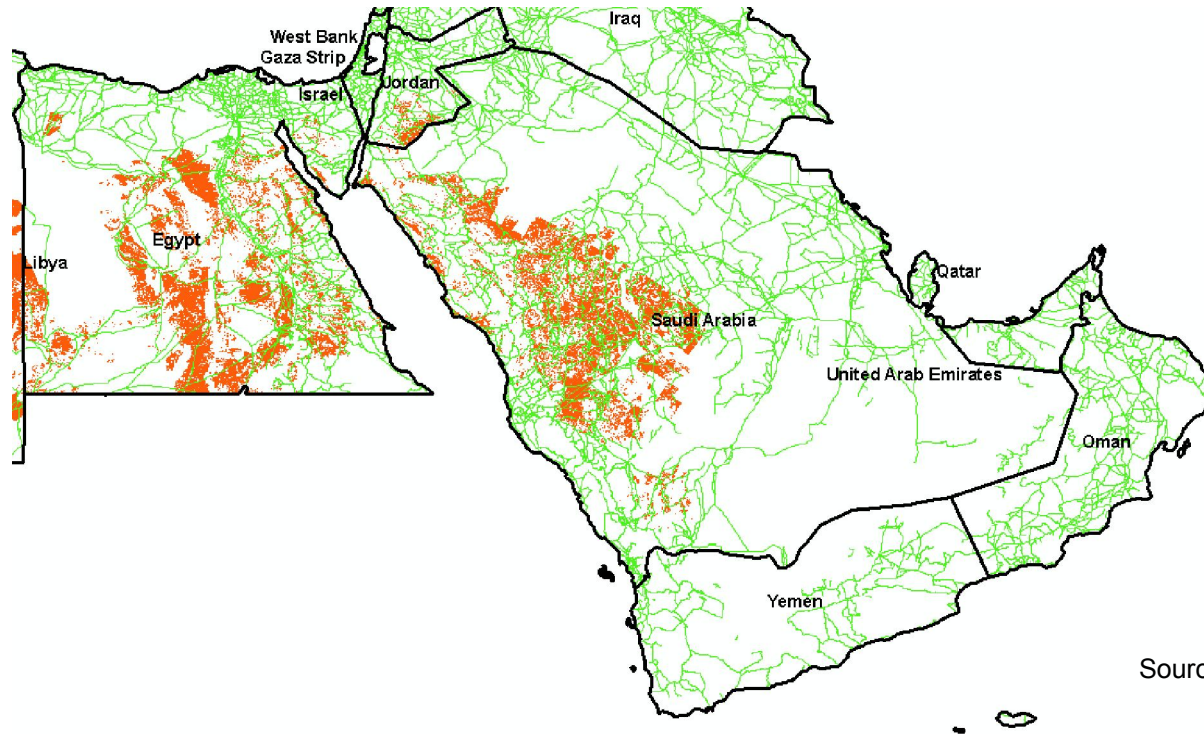 Iraq
West Bank
Gaza Strip
Israel
Jordan
Egypt
Libya
Qatar
Saudi Arabia
United Arab Emirates
Oman
Yemen
Sourc